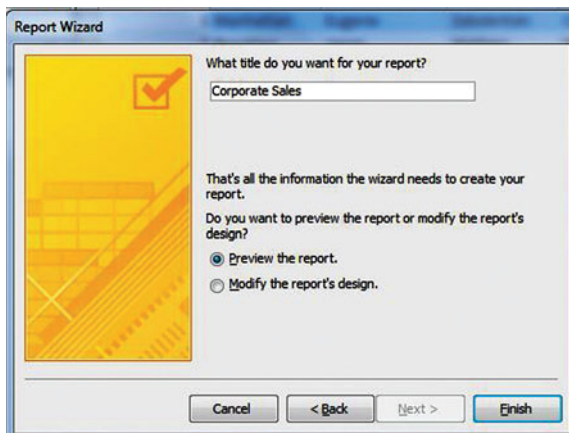 Report Wizard
What title do you want for your report?
Corporate Sales
That's all the information the wizard needs to create your
report.
Do you want to preview the report or modify the report's
design?
Preview the report.
Modify the report's design.
Cancel
< Back
Next >
Finish